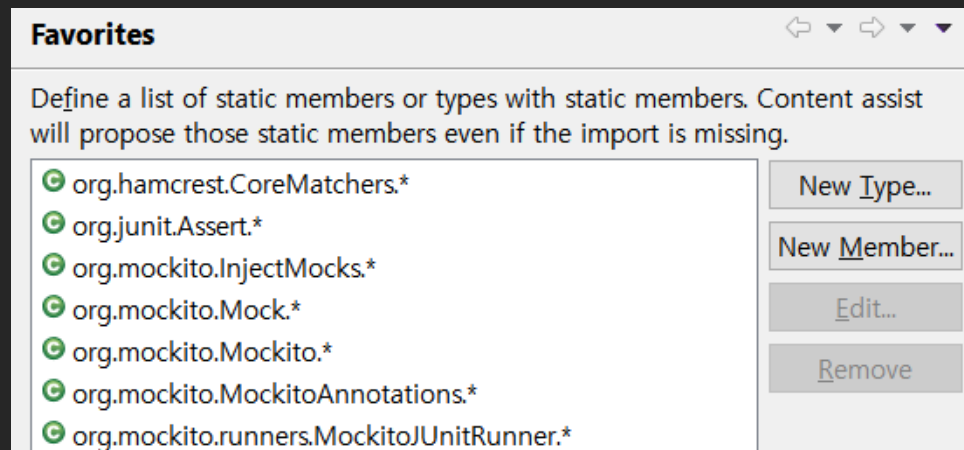 Favorites
Define a list of static members or types with static members. Content assist
will propose those static members even if the import is missing.
org.hamcrest.CoreMatchers.*
org.junit.Assert.*
org.mockito.InjectMocks.*
org.mockito.Mock.*
org.mockito.Mockito.*
org.mockito.MockitoAnnotations.*
org.mockito.runners.MockitoJUnitRunner.*
New Type...
New Member...
Edit...
Remove